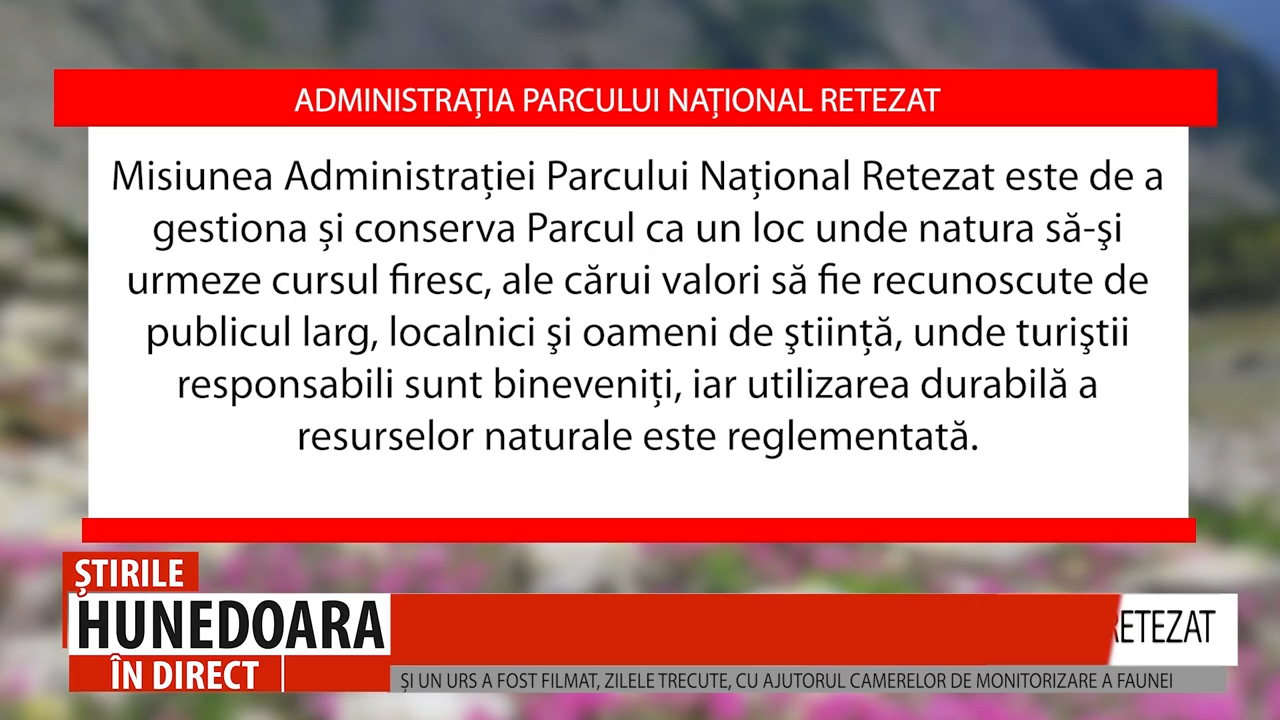 ADMINISTRAȚIA PARCULUI NAȚIONAL RETEZAT
Misiunea Administrației Parcului Național Retezat este de a
gestiona și conserva Parcul ca un loc unde natura să-şi
urmeze cursul firesc, ale cărui valori să fie recunoscute de
publicul larg, localnici şi oameni de ştiință, unde turiştii
responsabili sunt bineveniți, iar utilizarea durabilă a
resurselor naturale este reglementată.
ȘTIRILE
HUNEDOARA
ÎN DIRECT
RETEZAT
ȘI UN URS A FOST FILMAT, ZILELE TRECUTE, CU AJUTORUL CAMERELOR DE MONITORIZARE A FAUNEI